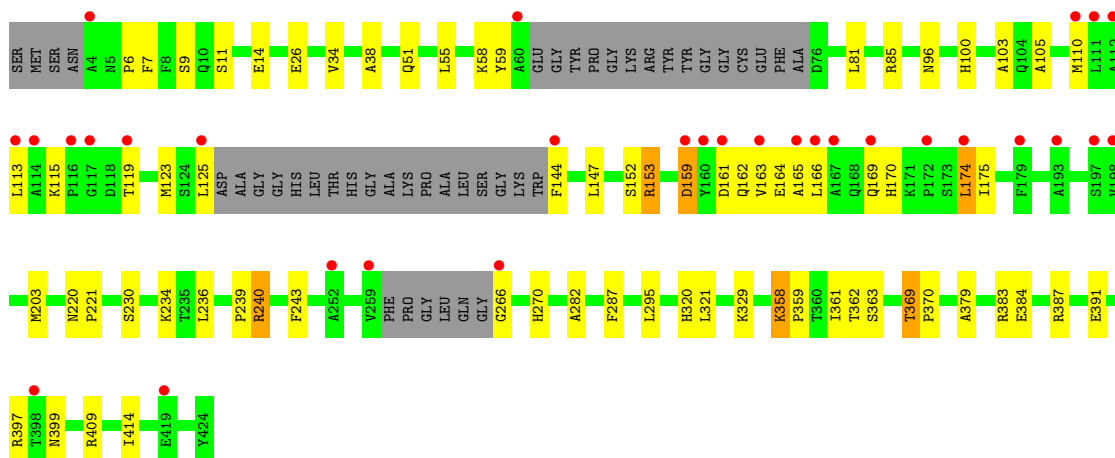 SER MET SER ASN A4 N5 P6 F7 F8 S9 Q10 S11 E14 E26 V34 A38 Q51 L55 K58 Y59 A60 GLU GLY TYR PRO GLY LYS ARG TYR TYR GLY GLY CYS GLU PHE ALA D76 L81 R85 N96 H100 A103 Q104 A105 M110 L111 A112
L113 A114 K115 P116 G117 D118 T119 M123 S124 L125 ASP ALA GLY GLY HIS LEU THR HIS GLY ALA LYS PRO ALA LEU SER GLY LYS TRP F144 L147 S152 R153 D159 Y160 D161 Q162 V163 E164 A165 L166 A167 Q168 Q169 H170 K171 P172 S173 L174 I175 F179 A193 S197 V198
M203 N220 P221 S230 K234 T235 L236 P239 R240 F243 A252 V259 PHE PRO GLY LEU GLN GLY G266 H270 A282 F287 L295 H320 L321 K329 K358 P359 T360 I361 T362 S363 T369 P370 A379 R383 E384 R387 E391
R397 T398 N399 R409 I414 E419 Y424